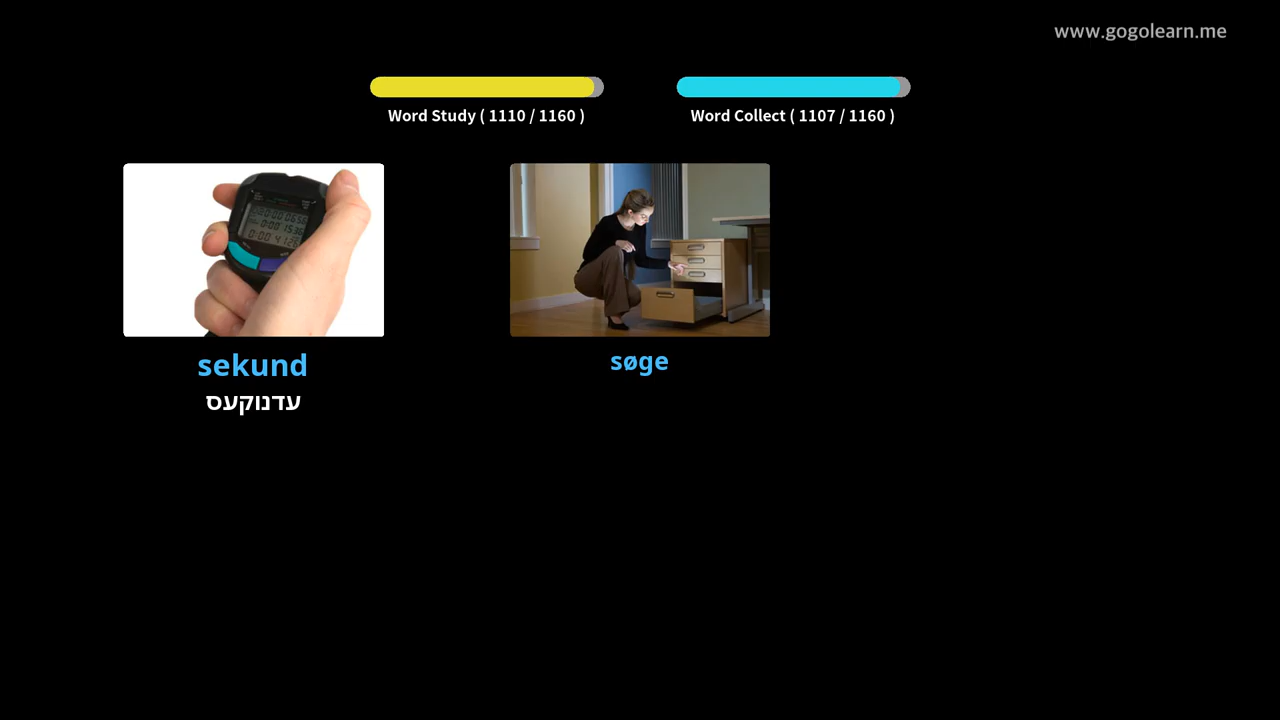 www.gogolearn.me
Word Study ( 1110 / 1160 )
Word Collect ( 1107 / 1160 )
sekund
עדנוקעס
søge